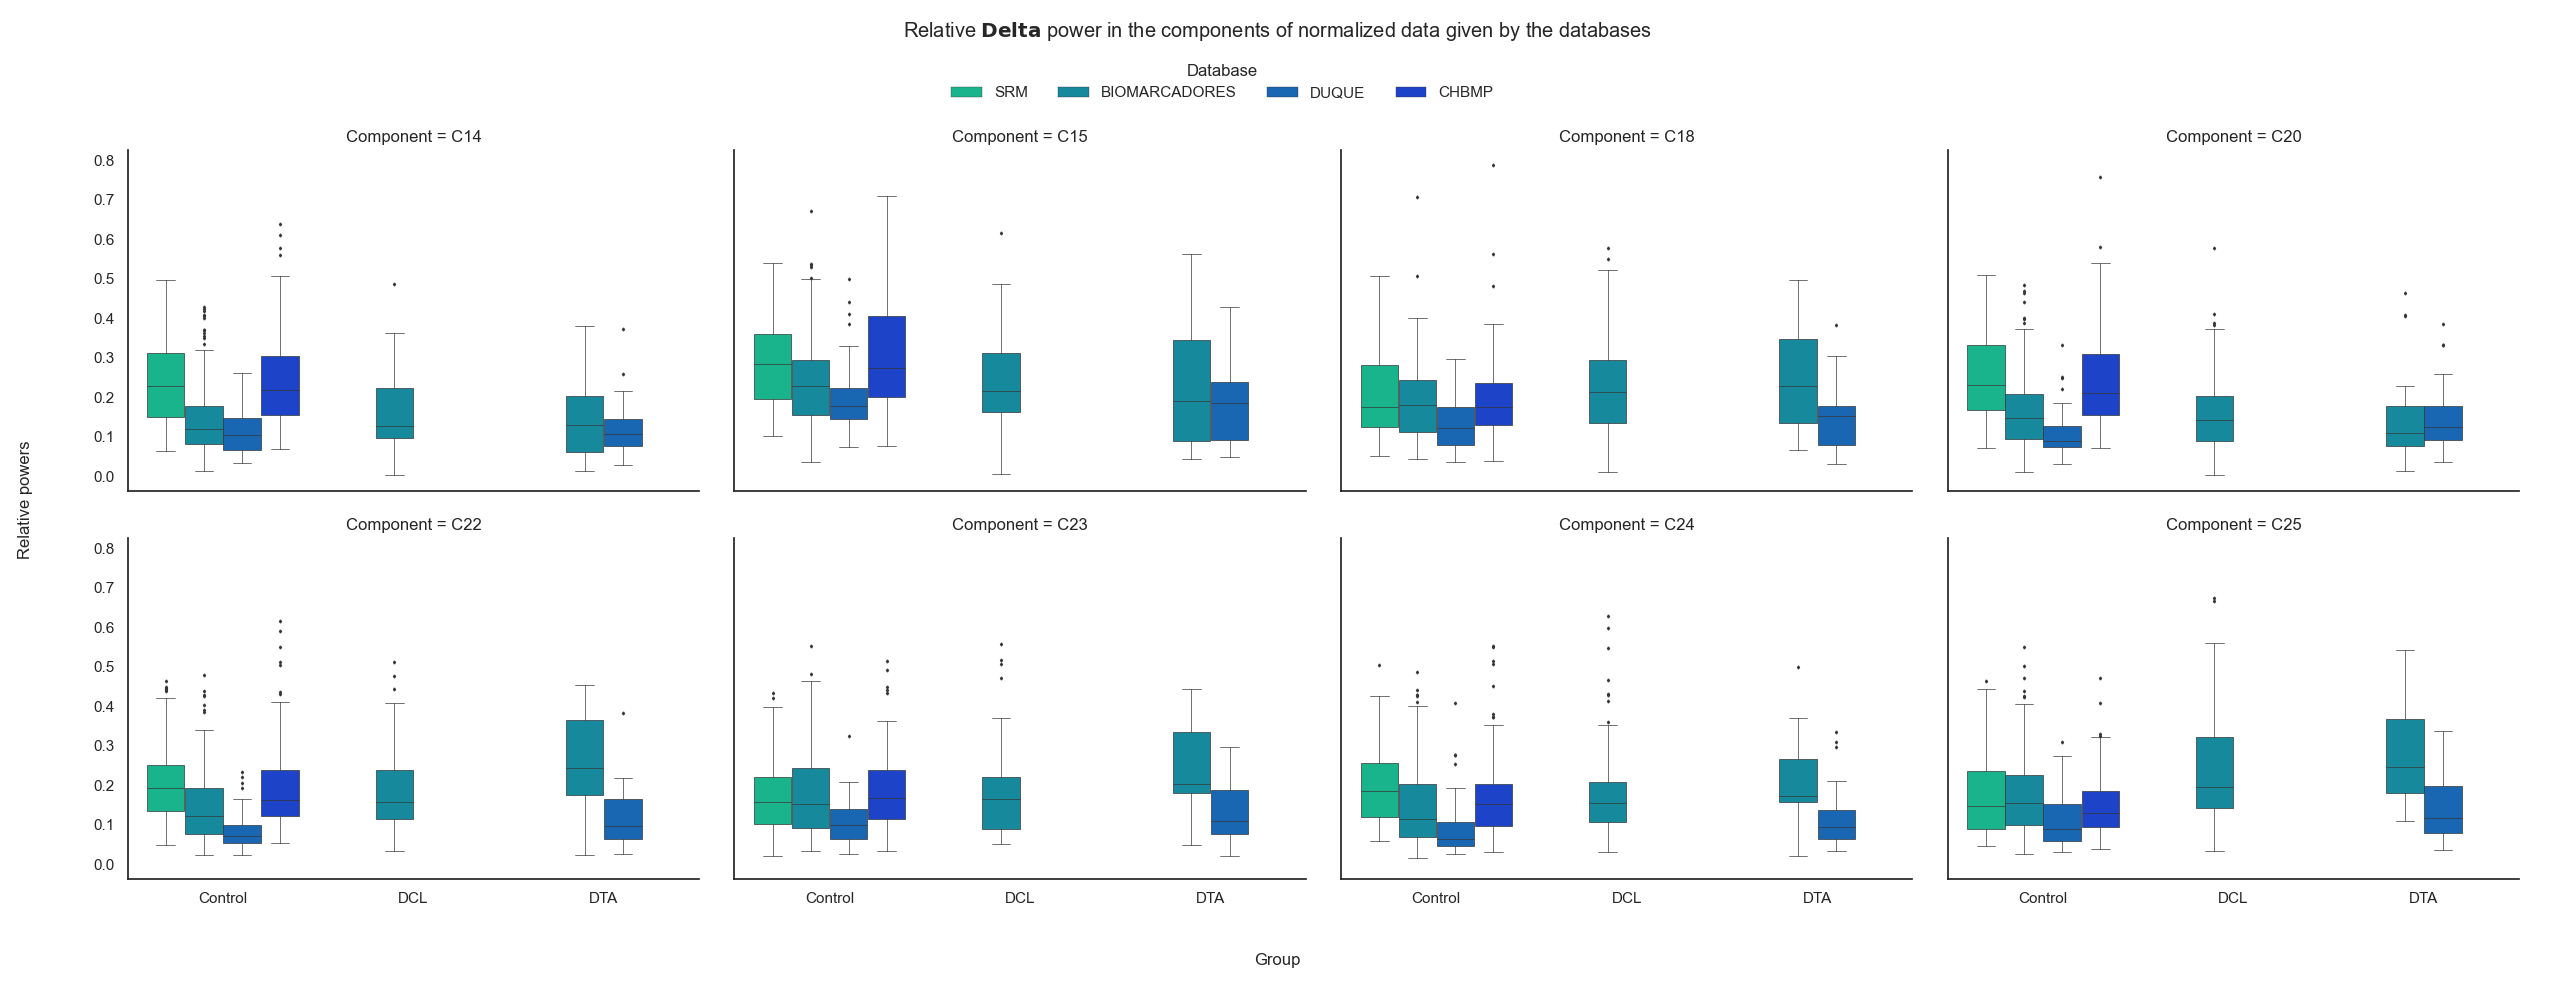 Relative Delta power in the components of normalized data given by the databases
Database
SRM BIOMARCADORES DUQUE CHBMP
Component = C14 Component = C15 Component = C18 Component = C20
0.8
0.7
0.6
0.5
0.4
0.3
0.2
0.1
0.0
Relative powers
Component = C22 Component = C23 Component = C24 Component = C25
0.8
0.7
0.6
0.5
0.4
0.3
0.2
0.1
0.0
Control DCL DTA Control DCL DTA Control DCL DTA Control DCL DTA
Group